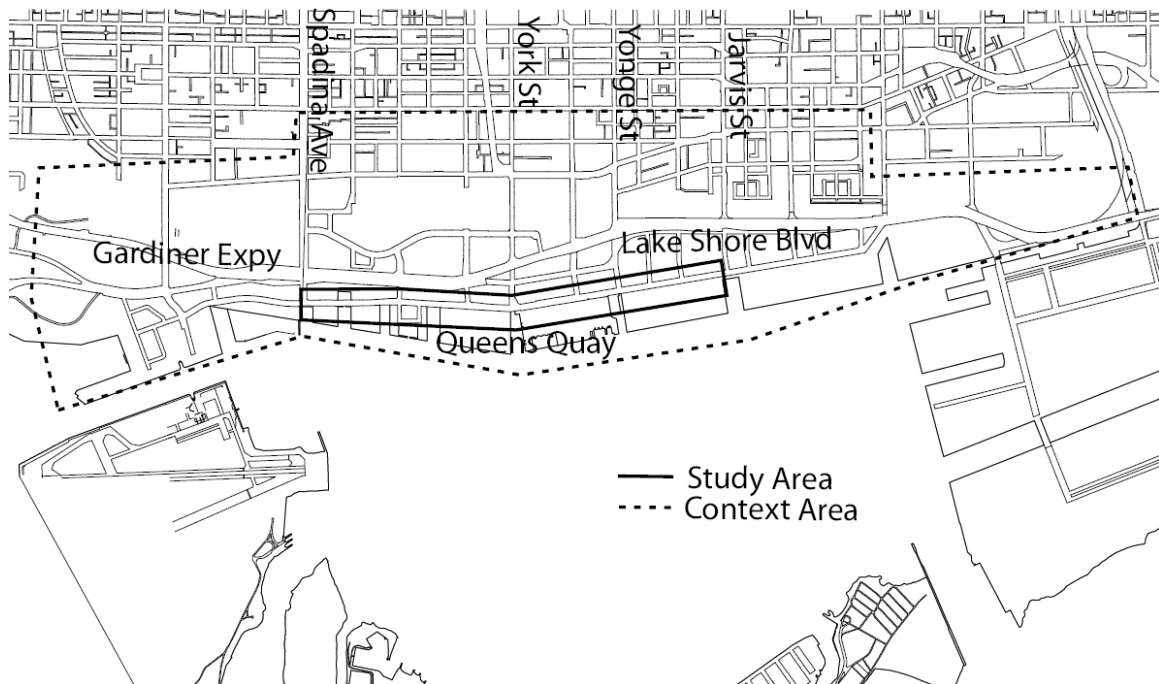 Spadina Ave
York St
Yonge St
Jarvis St
Gardiner Expy
Lake Shore Blvd
Queens Quay
Study Area
Context Area